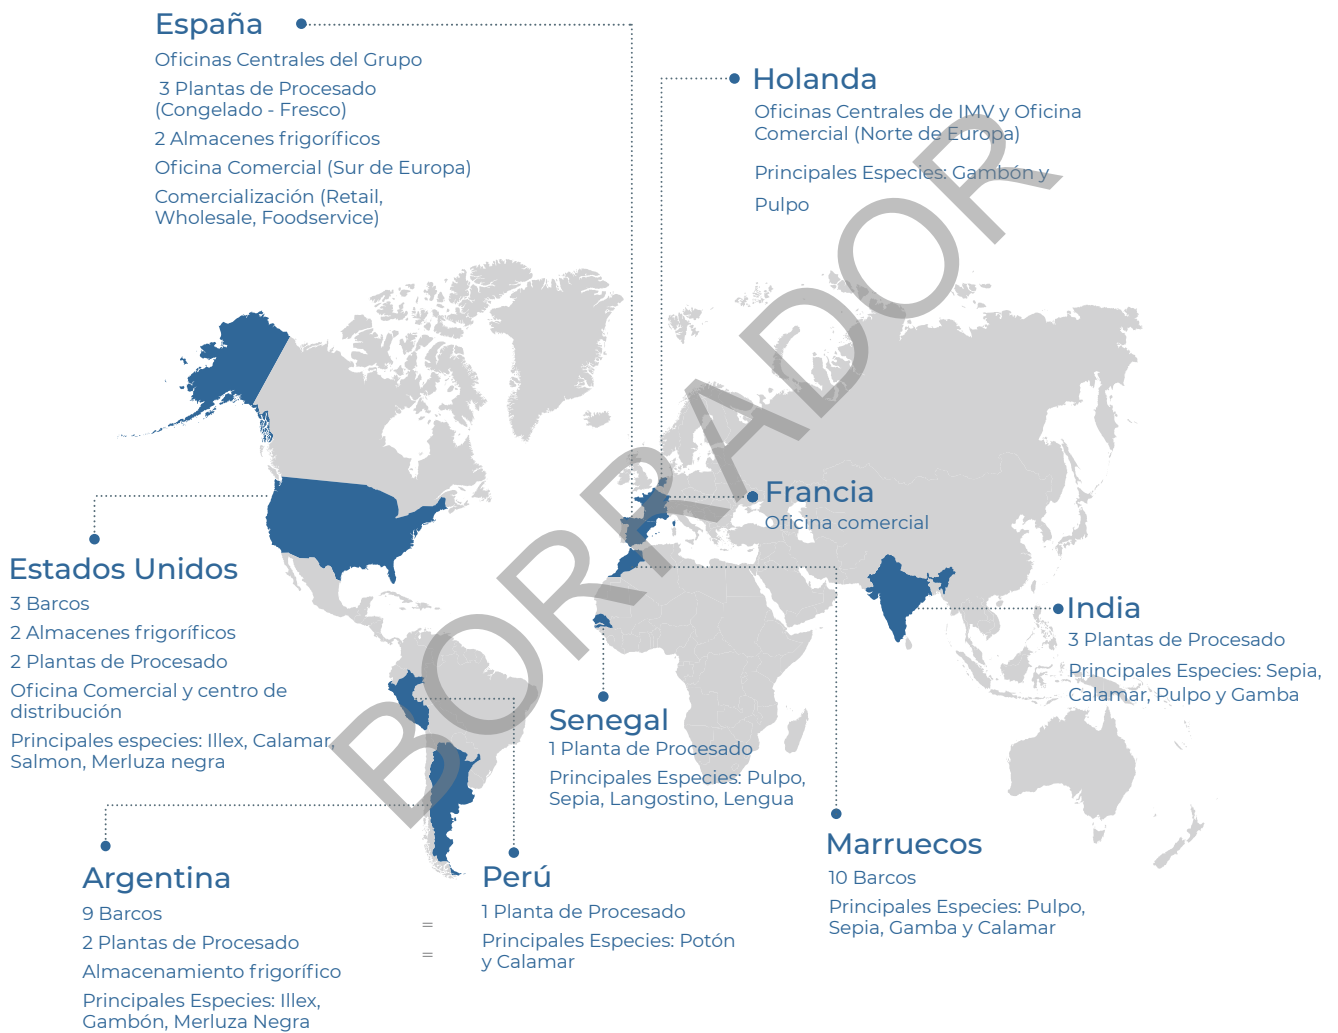 España
Oficinas Centrales del Grupo
3 Plantas de Procesado
(Congelado - Fresco)
2 Almacenes frigoríficos
Oficina Comercial (Sur de Europa)
Comercialización (Retail,
Wholesale, Foodservice)
Holanda
Oficinas Centrales de IMV y Oficina
Comercial (Norte de Europa)
Principales Especies: Gambón y
Pulpo
Francia
Oficina comercial
Estados Unidos
3 Barcos
2 Almacenes frigoríficos
2 Plantas de Procesado
Oficina Comercial y centro de
distribución
Principales especies: Illex, Calamar,
Salmon, Merluza negra
India
3 Plantas de Procesado
Principales Especies: Sepia,
Calamar, Pulpo y Gamba
Senegal
1 Planta de Procesado
Principales Especies: Pulpo,
Sepia, Langostino, Lengua
Marruecos
10 Barcos
Principales Especies: Pulpo,
Sepia, Gamba y Calamar
Argentina
9 Barcos
2 Plantas de Procesado
Almacenamiento frigorífico
Principales Especies: Illex,
Gambón, Merluza Negra
=
=
Perú
1 Planta de Procesado
Principales Especies: Potón
y Calamar
BORRADOR